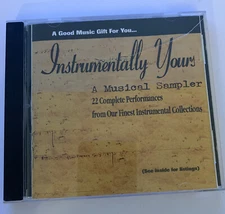 A Good Music Gift For You...
Instrumentally Yours
A Musical Sampler
22 Complete Performances
from Our Finest Instrumental Collections
(See inside for listings)